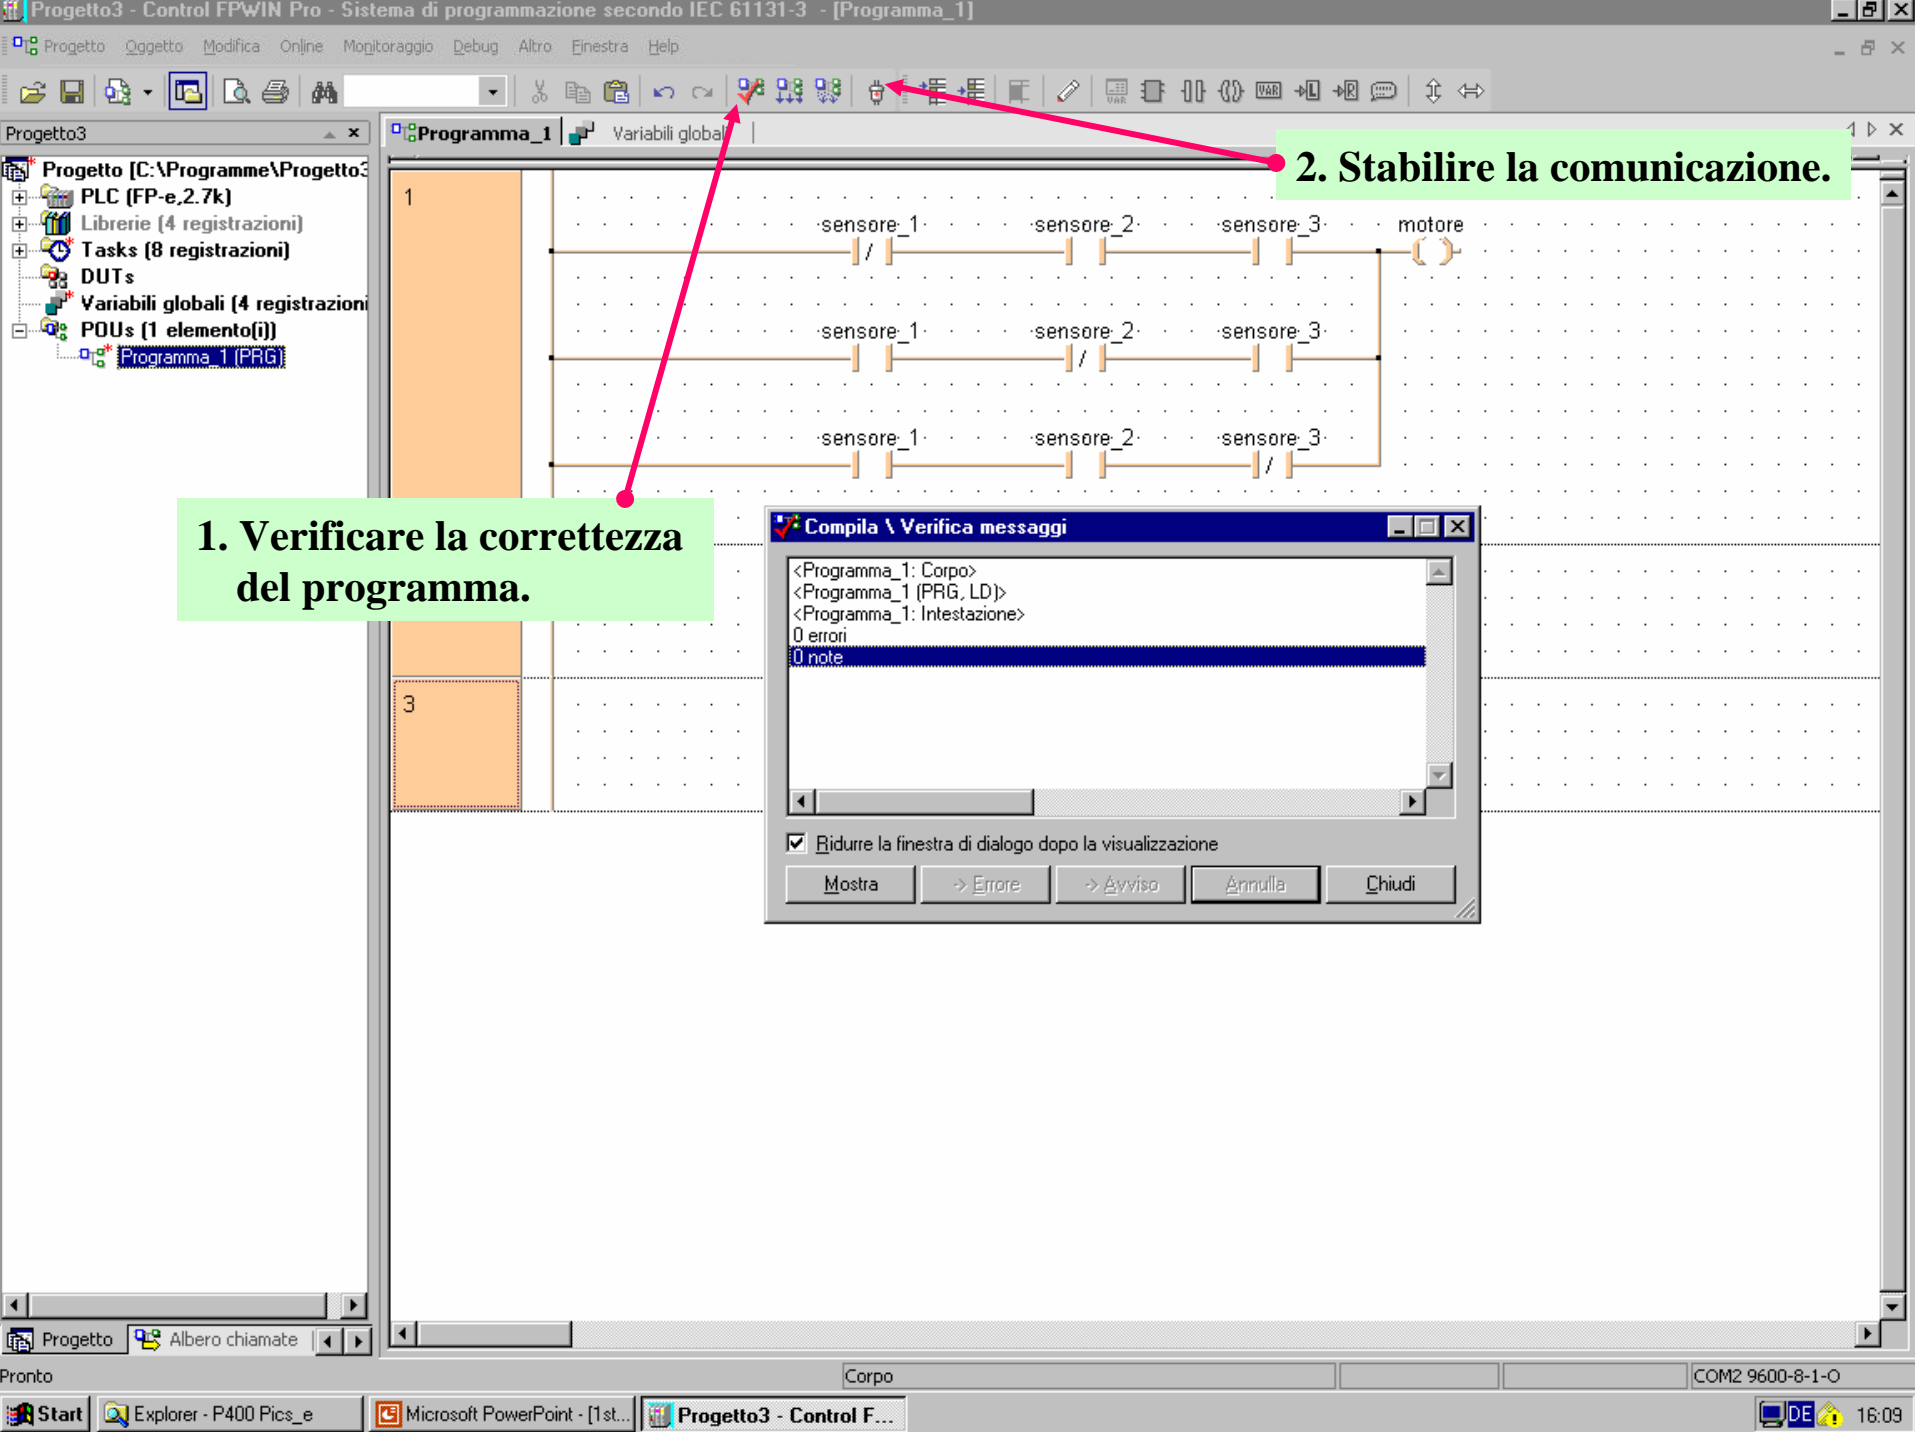 Progetto3 - Control FPWIN Pro - Sistema di programmazione secondo IEC 61131-3 - [Programma_1]
Progetto Oggetto Modifica Online Monitoraggio Debug Altro Finestra Help
Progetto3
Programma_1 Variabili globali
2. Stabilire la comunicazione.
Progetto [C:\Programme\Progetto3
PLC (FP-e,2.7k)
Librerie (4 registrazioni)
Tasks (8 registrazioni)
DUTs
Variabili globali (4 registrazioni
POUs (1 elemento(i))
Programma_1 (PRG)
1
sensore_1 sensore_2 sensore_3 motore
sensore_1 sensore_2 sensore_3
sensore_1 sensore_2 sensore_3
1. Verificare la correttezza
del programma.
Compila \ Verifica messaggi
<Programma_1: Corpo>
<Programma_1 (PRG, LD)>
<Programma_1: Intestazione>
0 errori
0 note
3
Ridurre la finestra di dialogo dopo la visualizzazione
Mostra -> Errore -> Avviso Annulla Chiudi
Progetto Albero chiamate
Pronto Corpo COM2 9600-8-1-O
Start Explorer - P400 Pics_e Microsoft PowerPoint - [1st... Progetto3 - Control F... DE 16:09